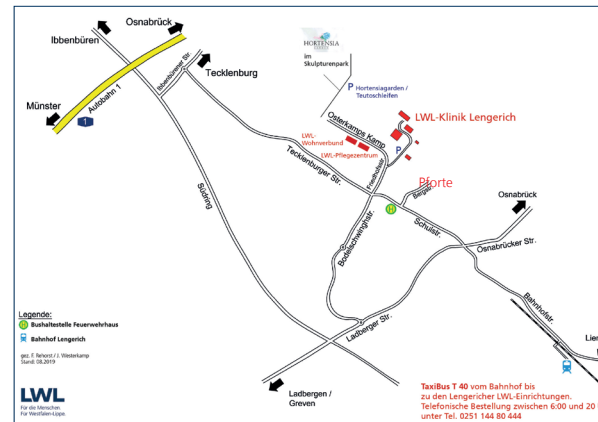 Osnabrück
Ibbenbüren
HORTENSIA
im
Skulpturenpark
Ibbenbürener Str.
Tecklenburg
P Hortensiagarden /
Teutoschleifen
Münster
Autobahn 1
1
Osterkamps Kamp
LWL-Klinik Lengerich
LWL-
Wohnverbund
LWL-Pflegezentrum
P
Tecklenburger Str.
Friedhofstr.
Pforte
Bergstr.
Südring
H
Schulstr.
Osnabrück
Bodelschwinghstr.
Osnabrücker Str.
Ladberger Str.
Bahnhofstr.
Legende:
H Bushaltestelle Feuerwehrhaus
Bahnhof Lengerich
gez. F. Rehorst / J. Westerkamp
Stand: 08.2019
Lien
LWL
Für die Menschen.
Für Westfalen-Lippe.
Ladbergen /
Greven
TaxiBus T 40 vom Bahnhof bis
zu den Lengericher LWL-Einrichtungen.
Telefonische Bestellung zwischen 6:00 und 20
unter Tel. 0251 144 80 444